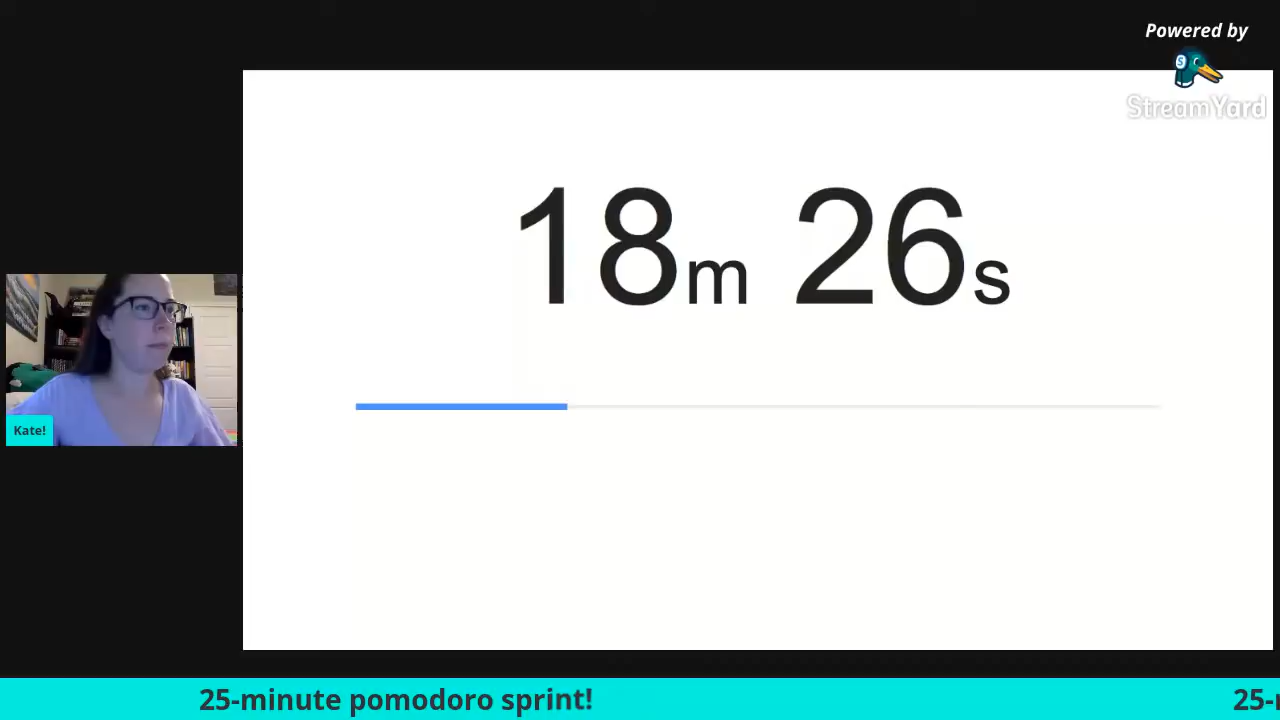 Powered by
StreamYard
18m 26s
Kate!
25-minute pomodoro sprint!